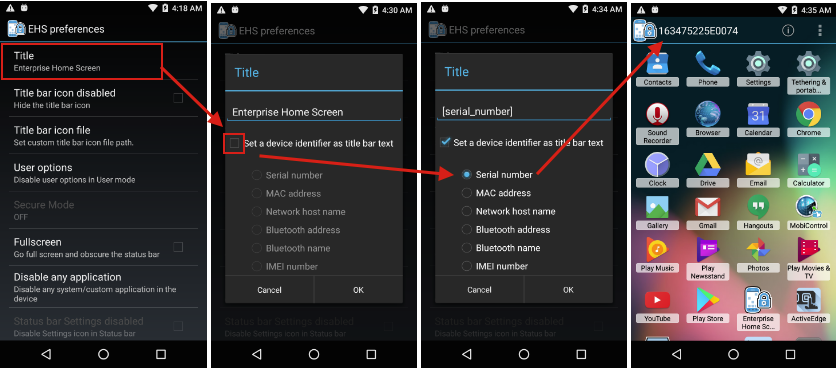 4:18 AM
EHS preferences
Title
Enterprise Home Screen
Title bar icon disabled
Hide the title bar icon
Title bar icon file
Set custom title bar icon file path.
User options
Disable user options in User mode
Secure Mode
OFF
Fullscreen
Go full screen and obscure the status bar
Disable any application
Disable any system/custom application in the
device
Status bar Settings disabled
Disable Settings icon in Status bar
4:30 AM
EHS preferences
Title
Enterprise Home Screen
Set a device identifier as title bar text
Serial number
MAC address
Network host name
Bluetooth address
Bluetooth name
IMEI number
Cancel
OK
Status bar Settings disabled
Disable Settings icon in Status bar
4:34 AM
EHS preferences
Title
[serial_number]
Set a device identifier as title bar text
Serial number
MAC address
Network host name
Bluetooth address
Bluetooth name
IMEI number
Cancel
OK
Status bar Settings disabled
Disable Settings icon in Status bar
4:35 AM
163475225E0074
Contacts
Phone
Settings
Tethering &
portab...
Sound
Recorder
Browser
31
Calendar
Chrome
Clock
Drive
Email
Calculator
Gallery
Gmail
Hangouts
MobiControl
Play Music
Play
Newsstand
Photos
Play Movies
& TV
YouTube
Play Store
Enterprise
Home Sc...
ActiveEdge